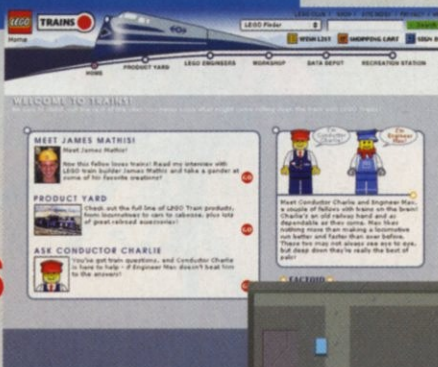 LEGO TRAINS
Home
LEGO Finder
WISH LIST SHOPPING CART
HOME
PRODUCT YARD
LEGO ENGINEERS
WORKSHOP
DATA DEPOT
RECREATION STATION
WELCOME TO TRAINS!
MEET JAMES MATHIS!
Meet James Mathis!
Now this fellow loves trains! Read my interview with
LEGO train builder James Mathis and take a gander at
some of his favorite creations!
GO
PRODUCT YARD
Check out the full line of LEGO Train products,
from locomotives to cars to cabooses, plus lots
of great railroad accessories!
GO
ASK CONDUCTOR CHARLIE
You've got train questions, and Conductor Charlie
is here to help - if Engineer Max doesn't beat him
to the answers!
I'm Conductor Charlie.
I'm Engineer Max!
Meet Conductor Charlie and Engineer Max,
a couple of fellows with trains on the brain!
Charlie's an old railway hand and as
dependable as they come. Max likes
nothing more than making a locomotive
run better and faster than ever before.
These two may not always see eye to eye,
but deep down they're really the best of
pals!
FACTOID